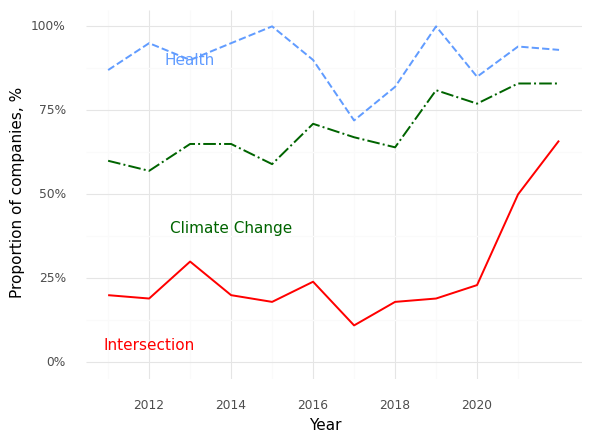 100%
Health
75%
50%
Climate Change
25%
Intersection
0%
2012 2014 2016 2018 2020
Year
Proportion of companies, %